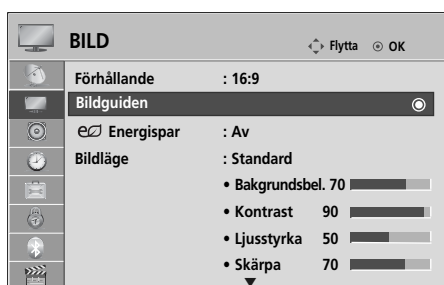 BILD
Flytta OK
Förhållande : 16:9
Bildguiden
e Energispar : Av
Bildläge : Standard
• Bakgrundsbel. 70
• Kontrast 90
• Ljusstyrka 50
• Skärpa 70